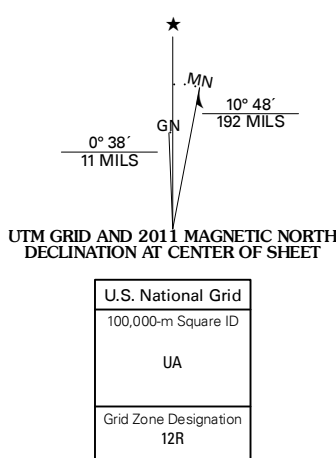 ★
MN
GN
10° 48´
192 MILS
0° 38´
11 MILS
UTM GRID AND 2011 MAGNETIC NORTH
DECLINATION AT CENTER OF SHEET
U.S. National Grid
100,000-m Square ID
UA
Grid Zone Designation
12R